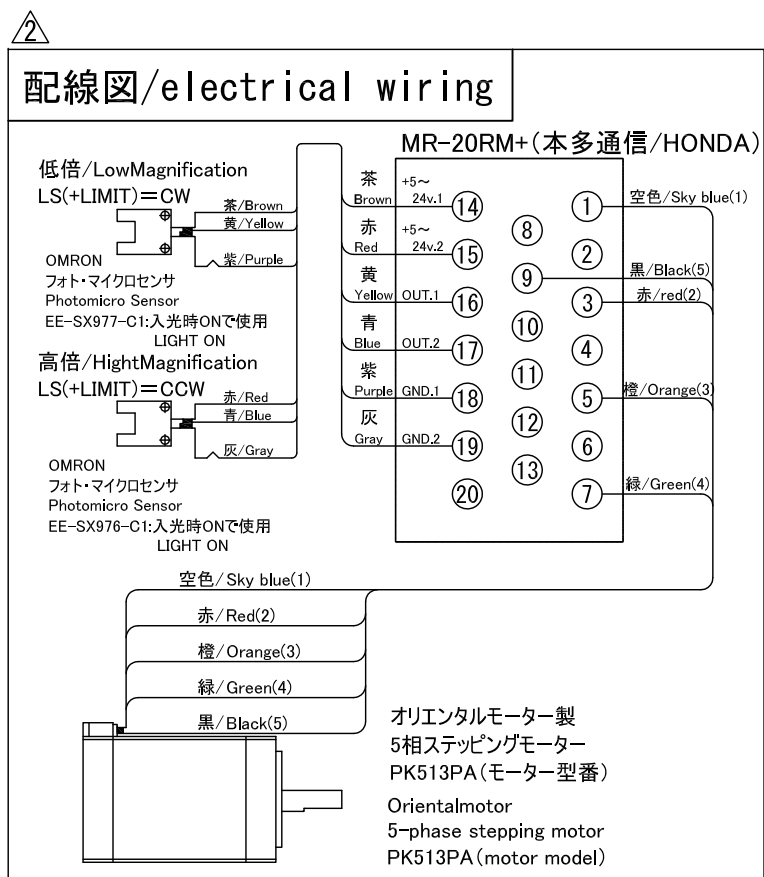 2
配線図/electrical wiring
MR-20RM+(本多通信/HONDA)
低倍/LowMagnification
LS(+LIMIT)=CW
茶/Brown
黄/Yellow
紫/Purple
OMRON
フォト・マイクロセンサ
Photomicro Sensor
EE-SX977-C1:入光時ONで使用
LIGHT ON
高倍/HightMagnification
LS(+LIMIT)=CCW
赤/Red
青/Blue
灰/Gray
OMRON
フォト・マイクロセンサ
Photomicro Sensor
EE-SX976-C1:入光時ONで使用
LIGHT ON
茶 +5~
Brown 24v.1 14
赤 +5~
Red 24v.2 15
黄
Yellow OUT.1 16
青
Blue OUT.2 17
紫
Purple GND.1 18
灰
Gray GND.2 19
20
8
9
10
11
12
13
1 空色/Sky blue(1)
2
黒/Black(5)
3 赤/red(2)
4
5 橙/Orange(3)
6
7 緑/Green(4)
空色/Sky blue(1)
赤/Red(2)
橙/Orange(3)
緑/Green(4)
黒/Black(5)
オリエンタルモーター製
5相ステッピングモーター
PK513PA(モーター型番)
Orientalmotor
5-phase stepping motor
PK513PA(motor model)